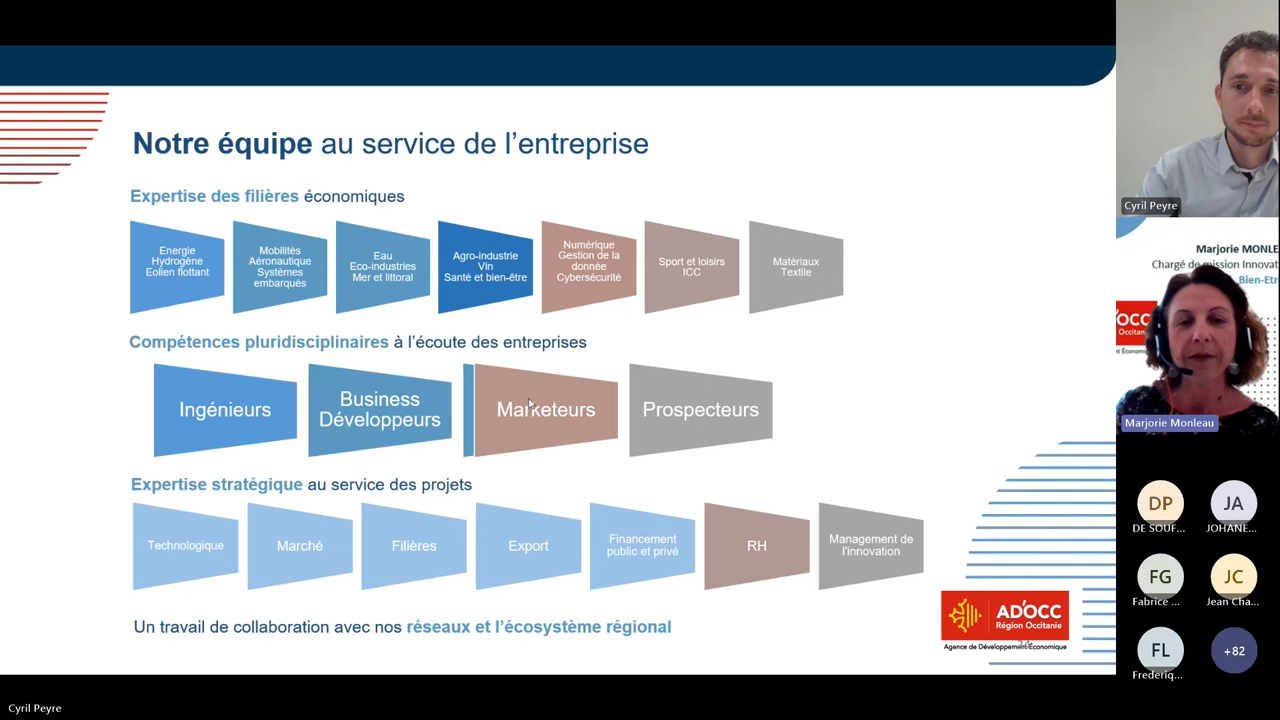 Notre équipe au service de l'entreprise
Expertise des filières économiques
Energie
Hydrogène
Eolien flottant
Mobilités
Aéronautique
Systèmes
embarqués
Eau
Eco-industries
Mer et littoral
Agro-industrie
Vin
Santé et bien-être
Numérique
Gestion de la
donnée
Cybersécurité
Sport et loisirs
ICC
Matériaux
Textile
Compétences pluridisciplinaires à l'écoute des entreprises
Ingénieurs
Business
Développeurs
Marketeurs
Prospecteurs
Expertise stratégique au service des projets
Technologique
Marché
Filières
Export
Financement
public et privé
RH
Management de
l'innovation
Un travail de collaboration avec nos réseaux et l'écosystème régional
AD'OCC
Région Occitanie
Agence de Développement Économique
Cyril Peyre
Marjorie MONLE
Chargé de mission Innovat
Bien-Etr
Occitan
Marjorie Monleau
DP
DE SOUF...
JA
JOHANE...
FG
Fabrice ...
JC
Jean Cha...
FL
Frederiq...
+82
Cyril Peyre